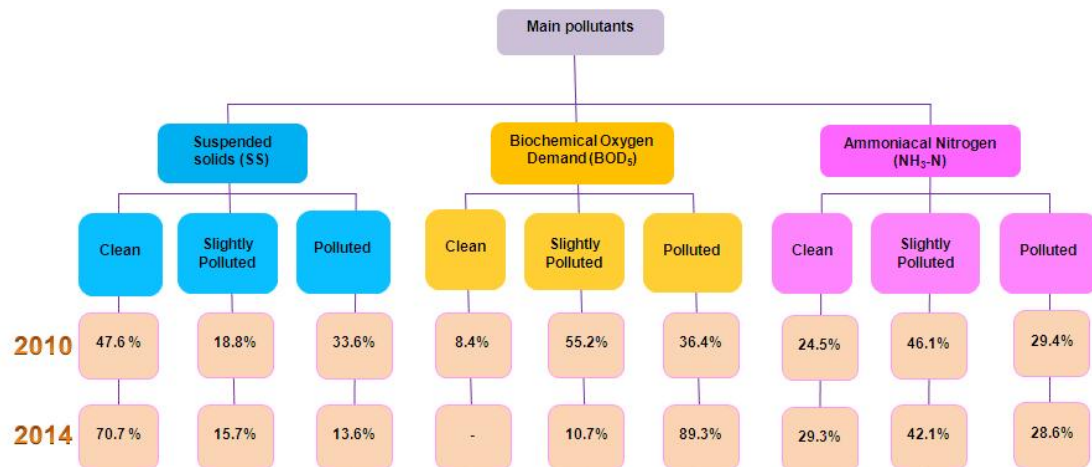 Main pollutants
Suspended
solids (SS)
Biochemical Oxygen
Demand (BOD₅)
Ammoniacal Nitrogen
(NH₃-N)
Clean
Slightly
Polluted
Polluted
Clean
Slightly
Polluted
Polluted
Clean
Slightly
Polluted
Polluted
2010
47.6 %
18.8%
33.6%
8.4%
55.2%
36.4%
24.5%
46.1%
29.4%
2014
70.7 %
15.7%
13.6%
-
10.7%
89.3%
29.3%
42.1%
28.6%